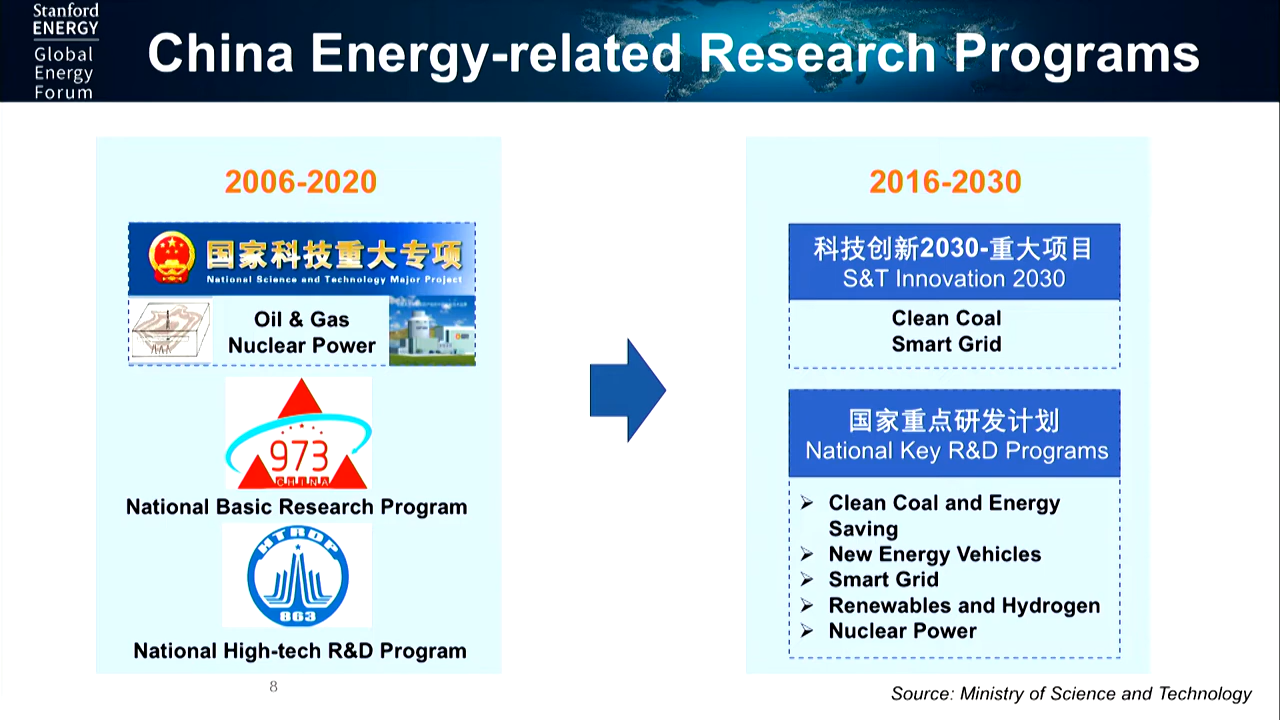 Stanford
ENERGY
Global
Energy
Forum
China Energy-related Research Programs
2006-2020
国家科技重大专项
National Science and Technology Major Project
Oil & Gas
Nuclear Power
973
CHINA
National Basic Research Program
HTRDP
863
National High-tech R&D Program
8
2016-2030
科技创新2030-重大项目
S&T Innovation 2030
Clean Coal
Smart Grid
国家重点研发计划
National Key R&D Programs
Clean Coal and Energy
Saving
New Energy Vehicles
Smart Grid
Renewables and Hydrogen
Nuclear Power
Source: Ministry of Science and Technology